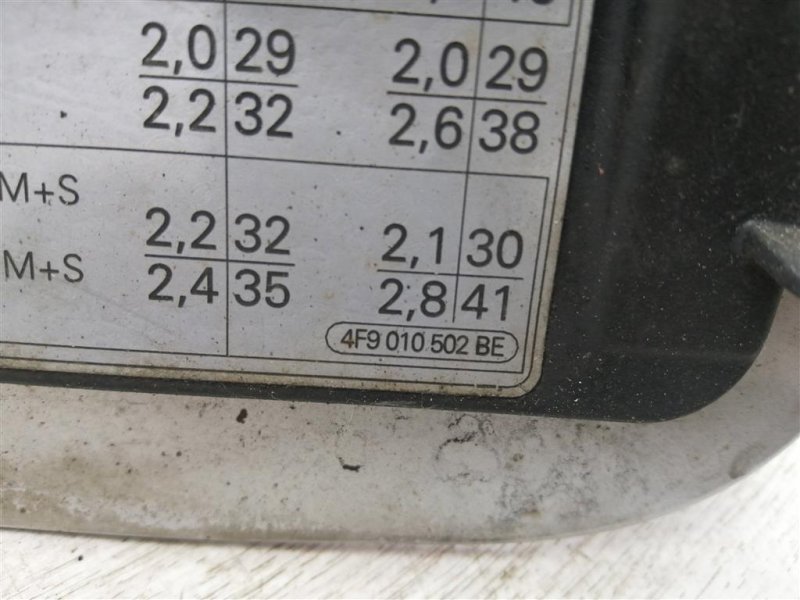 2,0 29 2,0 29
2,2 32 2,6 38
M+S
2,2 32 2,1 30
M+S 2,4 35 2,8 41
4F9 010 502 BE